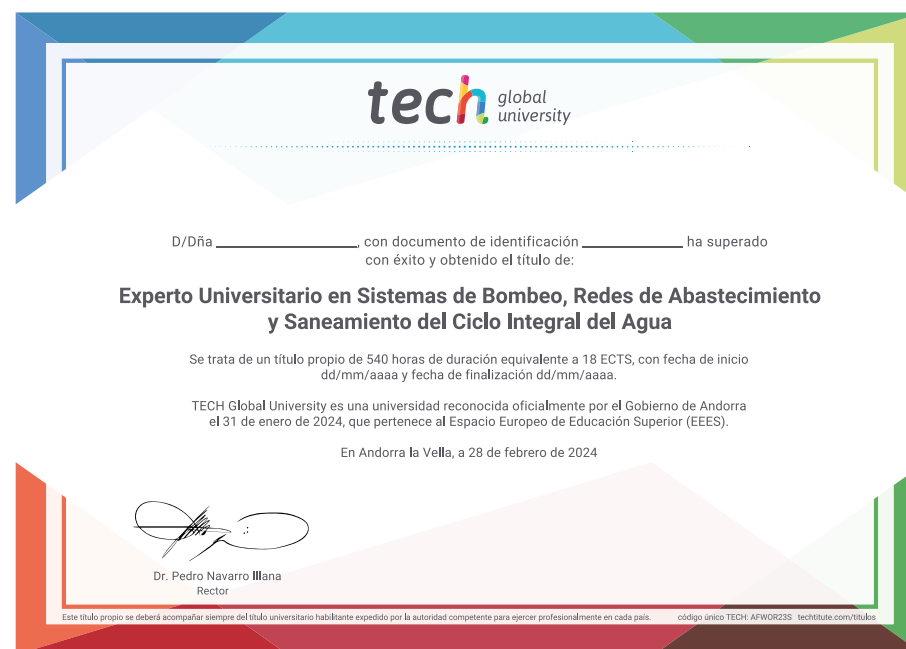 tech global university
D/Dña ______________, con documento de identificación __________ ha superado
con éxito y obtenido el título de:
Experto Universitario en Sistemas de Bombeo, Redes de Abastecimiento
y Saneamiento del Ciclo Integral del Agua
Se trata de un título propio de 540 horas de duración equivalente a 18 ECTS, con fecha de inicio
dd/mm/aaaa y fecha de finalización dd/mm/aaaa.
TECH Global University es una universidad reconocida oficialmente por el Gobierno de Andorra
el 31 de enero de 2024, que pertenece al Espacio Europeo de Educación Superior (EEES).
En Andorra la Vella, a 28 de febrero de 2024
Dr. Pedro Navarro Illana
Rector
Este título propio se deberá acompañar siempre del título universitario habilitante expedido por la autoridad competente para ejercer profesionalmente en cada país. código único TECH: AFWOR23S techtitute.com/titulos